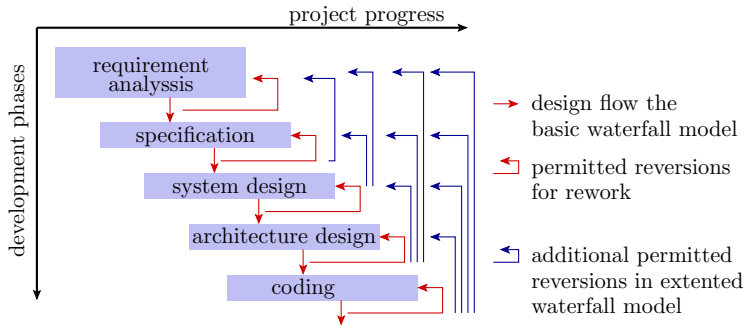 project progress
development phases
requirement
analyssis
specification
system design
architecture design
coding
design flow the
basic waterfall model
permitted reversions
for rework
additional permitted
reversions in extented
waterfall model